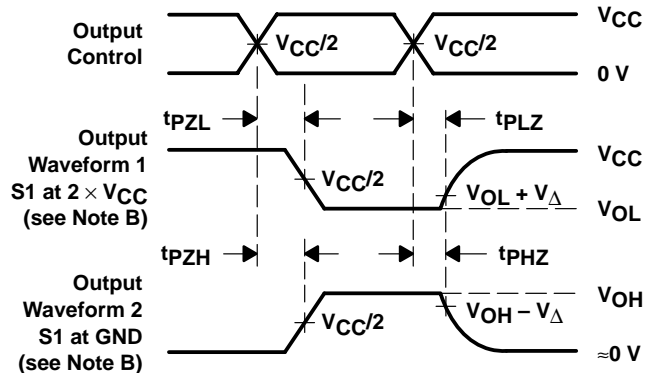 Output
Control
VCC/2
VCC/2
VCC
0 V
tPZL
tPLZ
Output
Waveform 1
S1 at 2 × VCC
(see Note B)
VCC/2
VCC
VOL + VΔ
VOL
tPZH
tPHZ
Output
Waveform 2
S1 at GND
(see Note B)
VCC/2
VOH
VOH − VΔ
≈0 V